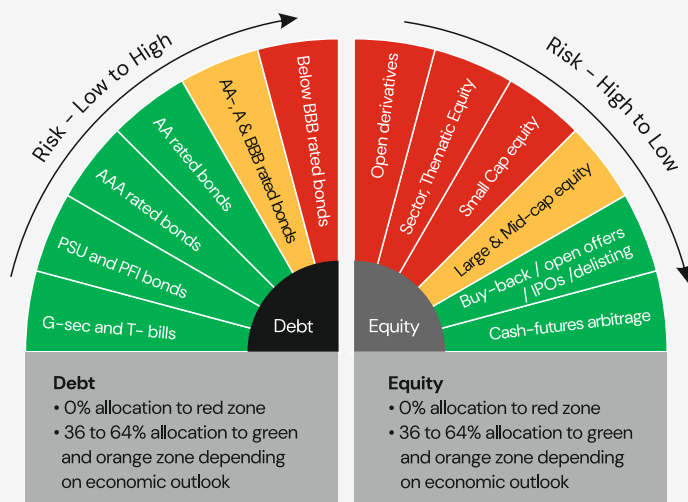 Risk - Low to High
Risk - High to Low
G-sec and T- bills
PSU and PFI bonds
AAA rated bonds
AA rated bonds
AA-, A & BBB rated bonds
Below BBB rated bonds
Open derivatives
Sector, Thematic Equity
Small Cap equity
Large & Mid-cap equity
Buy-back / open offers
/ IPOs /delisting
Cash-futures arbitrage
Debt
Equity
Debt
• 0% allocation to red zone
• 36 to 64% allocation to green
and orange zone depending
on economic outlook
Equity
• 0% allocation to red zone
• 36 to 64% allocation to green
and orange zone depending
on economic outlook